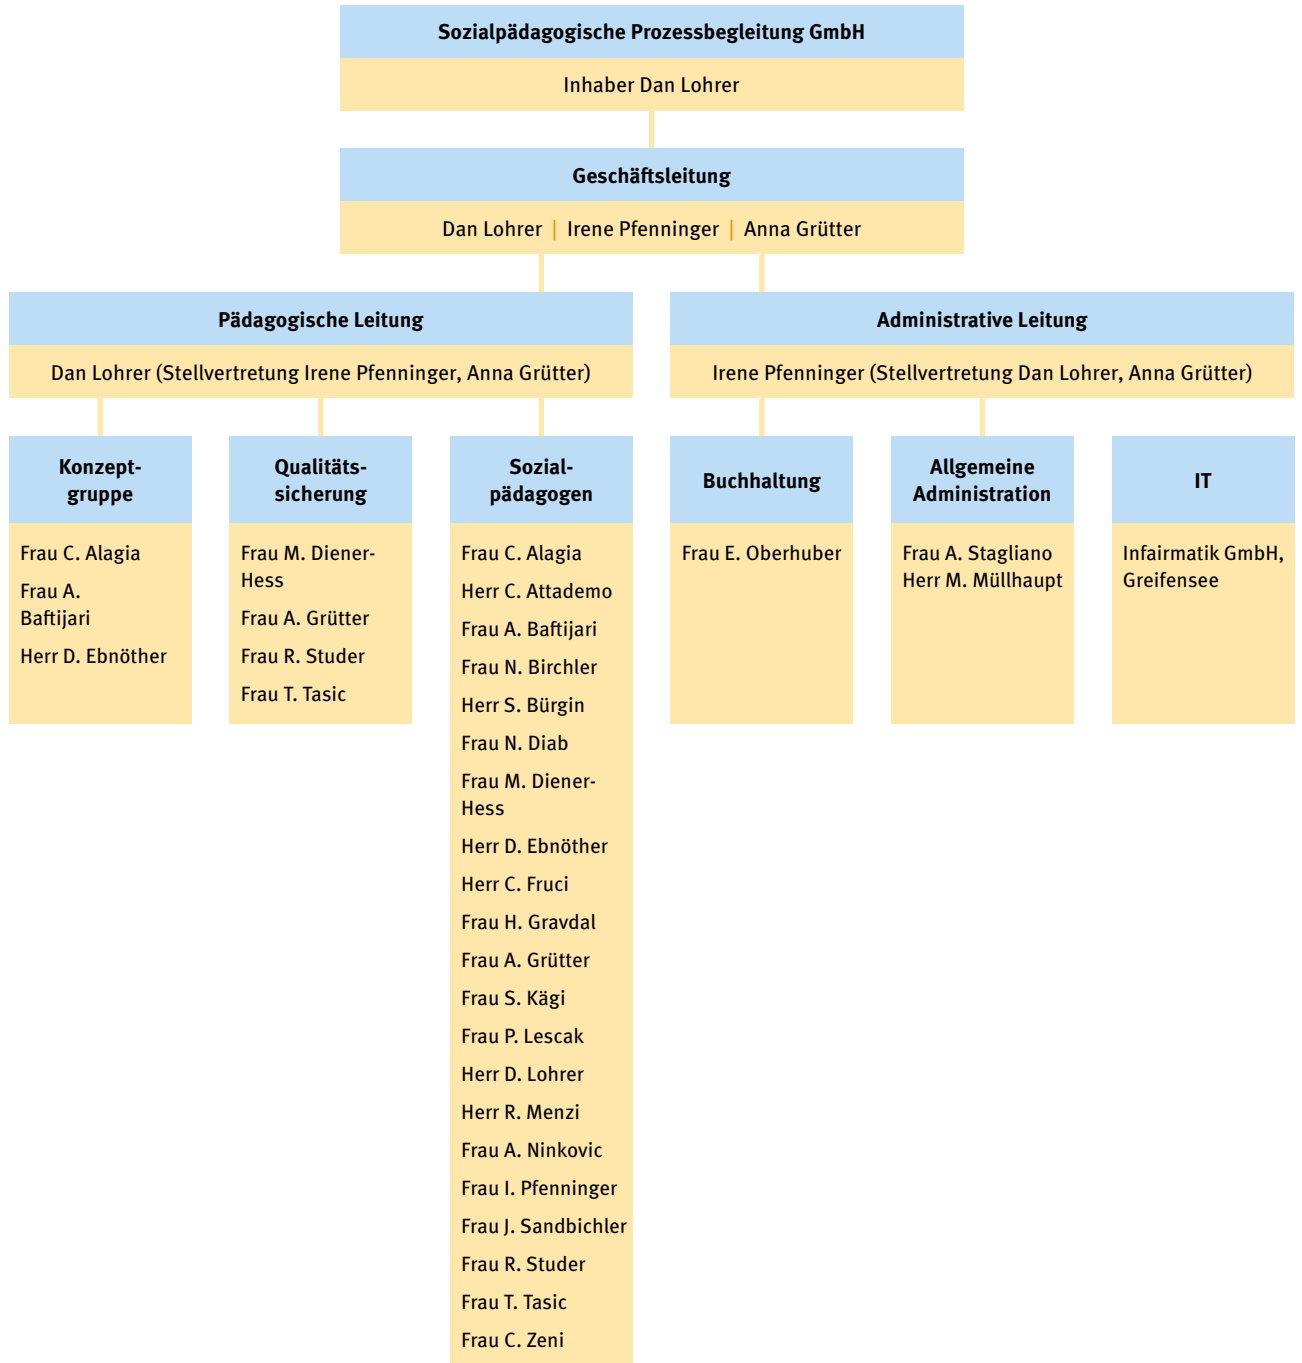 Sozialpädagogische Prozessbegleitung GmbH
Inhaber Dan Lohrer
Geschäftsleitung
Dan Lohrer | Irene Pfenninger | Anna Grütter
Pädagogische Leitung
Dan Lohrer (Stellvertretung Irene Pfenninger, Anna Grütter)
Administrative Leitung
Irene Pfenninger (Stellvertretung Dan Lohrer, Anna Grütter)
Konzept-
gruppe
Frau C. Alagia
Frau A.
Baftijari
Herr D. Ebnöther
Qualitäts-
sicherung
Frau M. Diener-
Hess
Frau A. Grütter
Frau R. Studer
Frau T. Tasic
Sozial-
pädagogen
Frau C. Alagia
Herr C. Attademo
Frau A. Baftijari
Frau N. Birchler
Herr S. Bürgin
Frau N. Diab
Frau M. Diener-
Hess
Herr D. Ebnöther
Herr C. Fruci
Frau H. Gravdal
Frau A. Grütter
Frau S. Kägi
Frau P. Lescak
Herr D. Lohrer
Herr R. Menzi
Frau A. Ninkovic
Frau I. Pfenninger
Frau J. Sandbichler
Frau R. Studer
Frau T. Tasic
Frau C. Zeni
Buchhaltung
Frau E. Oberhuber
Allgemeine
Administration
Frau A. Stagliano
Herr M. Müllhaupt
IT
Infairmatik GmbH,
Greifensee